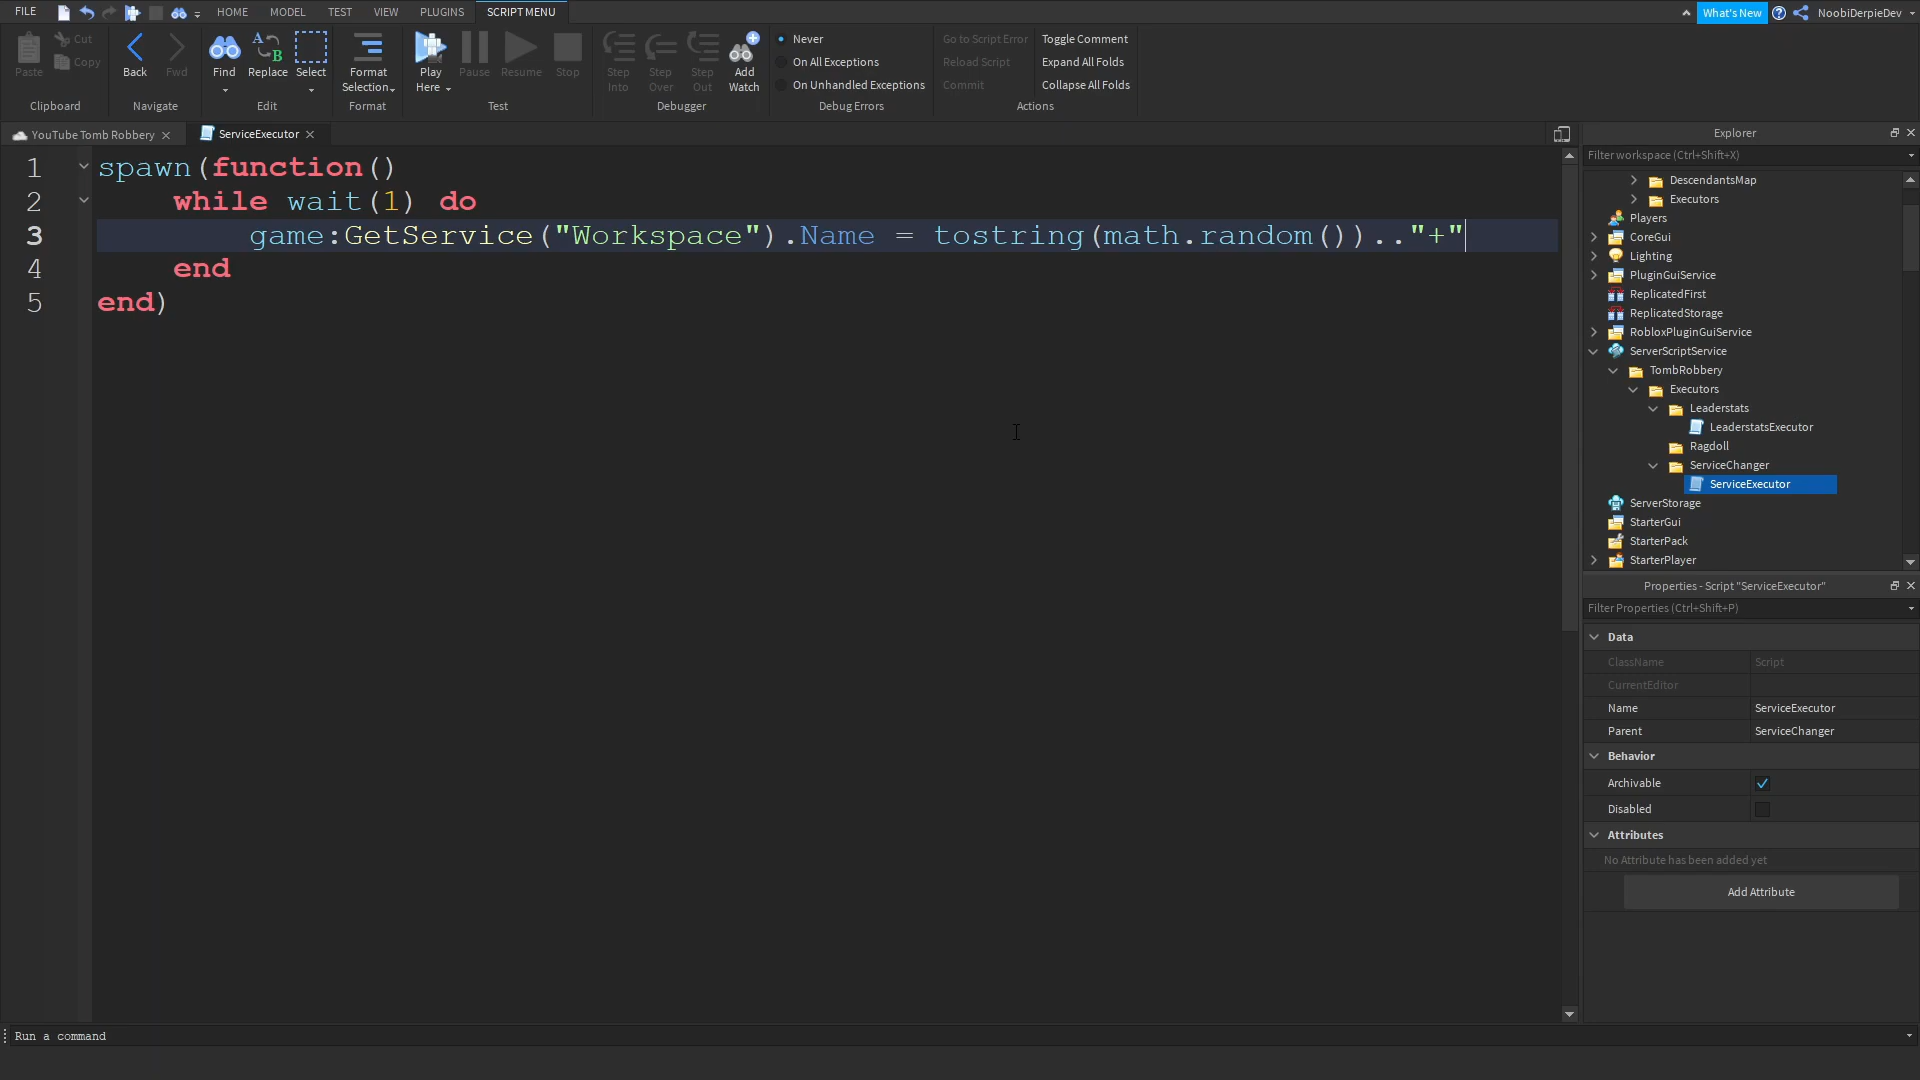 FILE
HOME
MODEL
TEST
VIEW
PLUGINS
SCRIPT MENU
What's New
NoobiDerpieDev
Paste
Cut
Copy
Clipboard
Back
Fwd
Navigate
Find
Replace
Select
Edit
Format
Selection
Format
Play
Here
Pause
Resume
Stop
Test
Step
Into
Step
Over
Step
Out
Add
Watch
Debugger
Never
On All Exceptions
On Unhandled Exceptions
Debug Errors
Go to Script Error
Reload Script
Commit
Toggle Comment
Expand All Folds
Collapse All Folds
Actions
YouTube Tomb Robbery
ServiceExecutor
1 spawn(function()
2 while wait(1) do
3 game:GetService("Workspace").Name = tostring(math.random()).."+"
4 end
5 end)
Explorer
Filter workspace (Ctrl+Shift+X)
DescendantsMap
Executors
Players
CoreGui
Lighting
PluginGuiService
ReplicatedFirst
ReplicatedStorage
RobloxPluginGuiService
ServerScriptService
TombRobbery
Executors
Leaderstats
LeaderstatsExecutor
Ragdoll
ServiceChanger
ServiceExecutor
ServerStorage
StarterGui
StarterPack
StarterPlayer
Properties - Script "ServiceExecutor"
Filter Properties (Ctrl+Shift+P)
Data
ClassName Script
CurrentEditor
Name ServiceExecutor
Parent ServiceChanger
Behavior
Archivable
Disabled
Attributes
No Attribute has been added yet
Add Attribute
Run a command